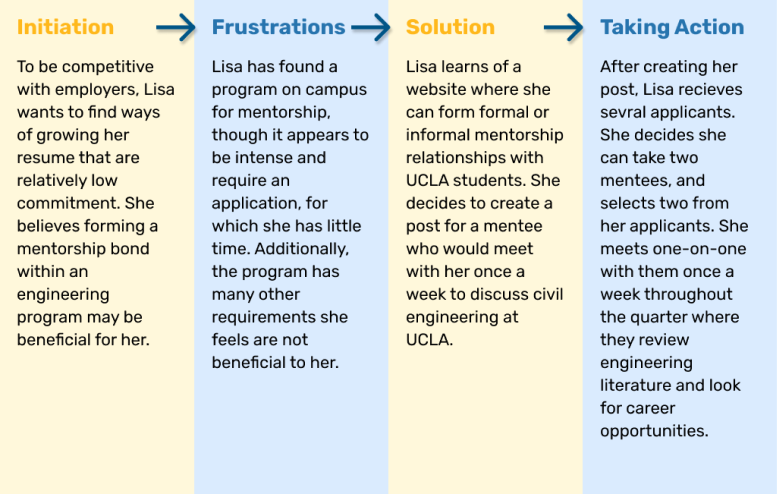 Initiation
To be competitive
with employers, Lisa
wants to find ways
of growing her
resume that are
relatively low
commitment. She
believes forming a
mentorship bond
within an
engineering
program may be
beneficial for her.
Frustrations
Lisa has found a
program on campus
for mentorship,
though it appears to
be intense and
require an
application, for
which she has little
time. Additionally,
the program has
many other
requirements she
feels are not
beneficial to her.
Solution
Lisa learns of a
website where she
can form formal or
informal mentorship
relationships with
UCLA students. She
decides to create a
post for a mentee
who would meet
with her once a
week to discuss civil
engineering at
UCLA.
Taking Action
After creating her
post, Lisa recieves
sevral applicants.
She decides she
can take two
mentees, and
selects two from
her applicants. She
meets one-on-one
with them once a
week throughout
the quarter where
they review
engineering
literature and look
for career
opportunities.